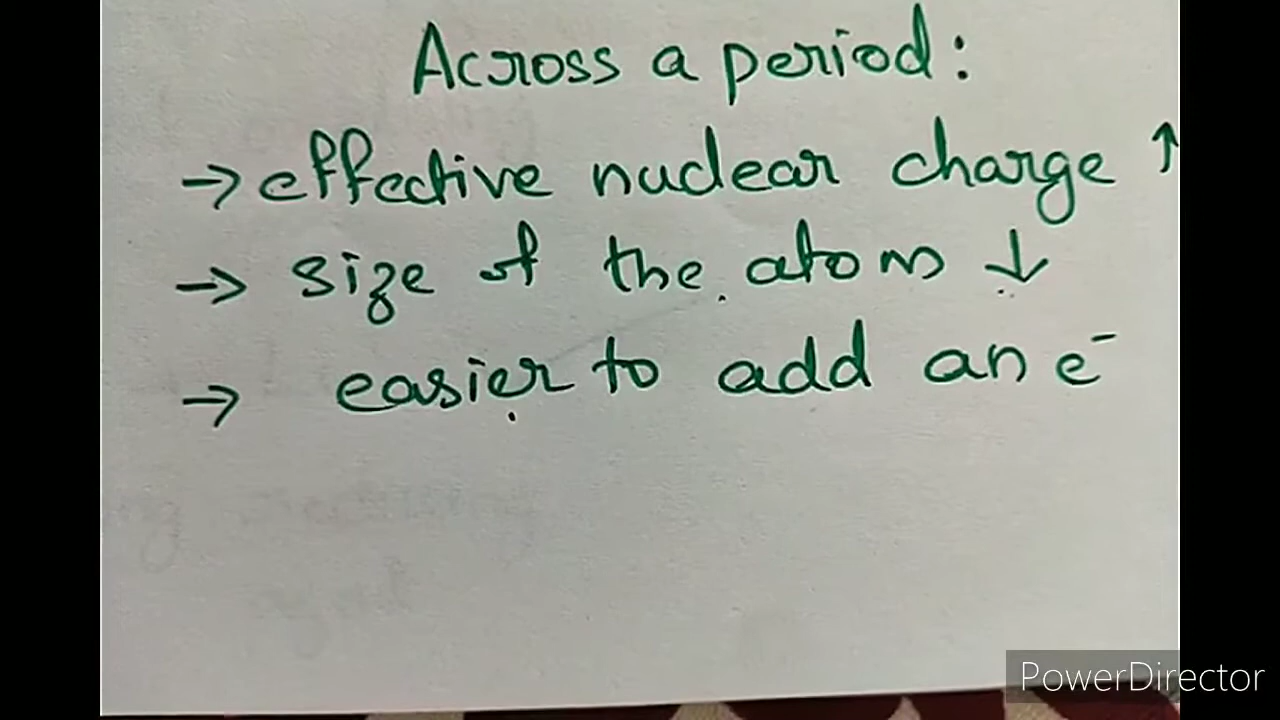 Across a period:
→ effective nuclear charge ↑
→ size of the atom ↓
→ easier to add an e⁻
PowerDirector